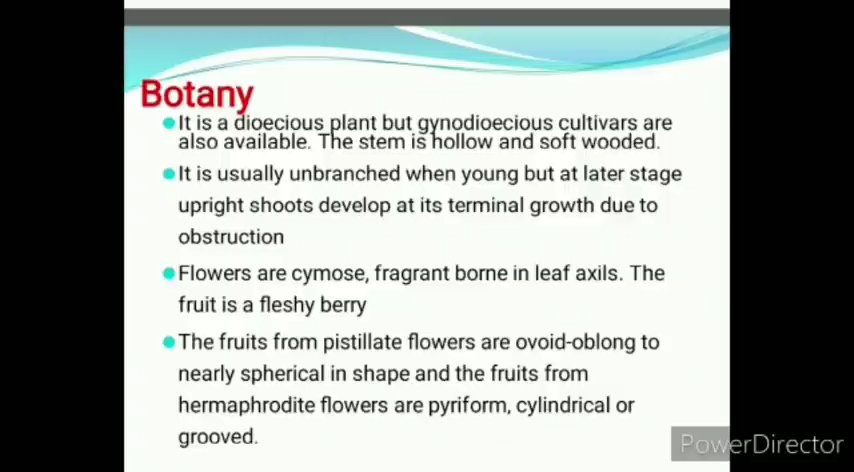 Botany
It is a dioecious plant but gynodioecious cultivars are
also available. The stem is hollow and soft wooded.
It is usually unbranched when young but at later stage
upright shoots develop at its terminal growth due to
obstruction
Flowers are cymose, fragrant borne in leaf axils. The
fruit is a fleshy berry
The fruits from pistillate flowers are ovoid-oblong to
nearly spherical in shape and the fruits from
hermaphrodite flowers are pyriform, cylindrical or
grooved.
PowerDirector